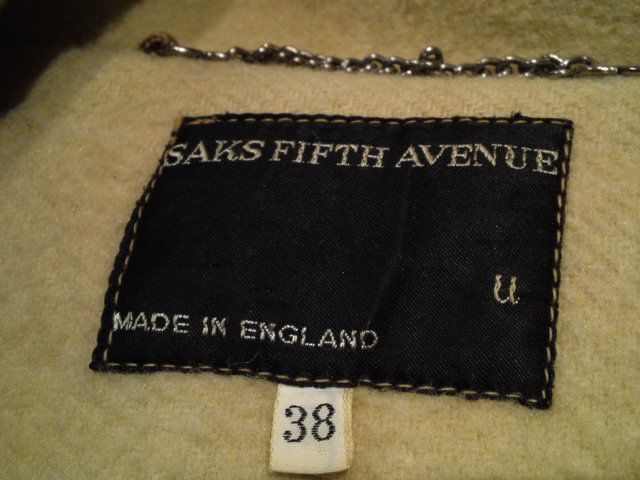 SAKS FIFTH AVENUE
U
MADE IN ENGLAND
38